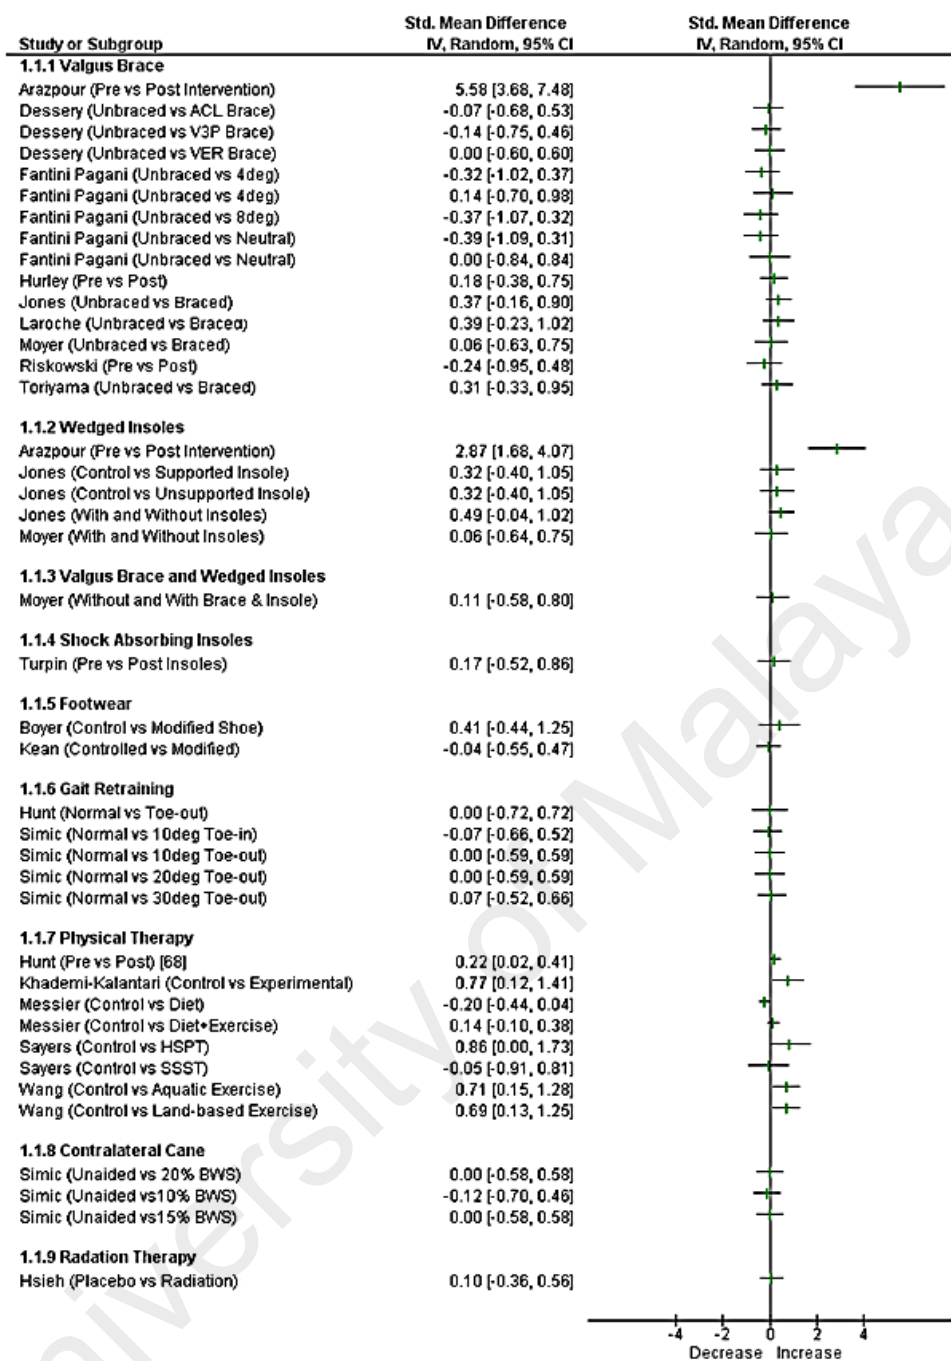 Std. Mean Difference Std. Mean Difference
Study or Subgroup IV, Random, 95% CI IV, Random, 95% CI
1.1.1 Valgus Brace
Arazpour (Pre vs Post Intervention) 5.58 [3.68, 7.48]
Dessery (Unbraced vs ACL Brace) -0.07 [-0.68, 0.53]
Dessery (Unbraced vs V3P Brace) -0.14 [-0.75, 0.46]
Dessery (Unbraced vs VER Brace) 0.00 [-0.60, 0.60]
Fantini Pagani (Unbraced vs 4deg) -0.32 [-1.02, 0.37]
Fantini Pagani (Unbraced vs 4deg) 0.14 [-0.70, 0.98]
Fantini Pagani (Unbraced vs 8deg) -0.37 [-1.07, 0.32]
Fantini Pagani (Unbraced vs Neutral) -0.39 [-1.09, 0.31]
Fantini Pagani (Unbraced vs Neutral) 0.00 [-0.84, 0.84]
Hurley (Pre vs Post) 0.18 [-0.38, 0.75]
Jones (Unbraced vs Braced) 0.37 [-0.16, 0.90]
Laroche (Unbraced vs Braced) 0.39 [-0.23, 1.02]
Moyer (Unbraced vs Braced) 0.06 [-0.63, 0.75]
Riskowski (Pre vs Post) -0.24 [-0.95, 0.48]
Toriyama (Unbraced vs Braced) 0.31 [-0.33, 0.95]
1.1.2 Wedged Insoles
Arazpour (Pre vs Post Intervention) 2.87 [1.68, 4.07]
Jones (Control vs Supported Insole) 0.32 [-0.40, 1.05]
Jones (Control vs Unsupported Insole) 0.32 [-0.40, 1.05]
Jones (With and Without Insoles) 0.49 [-0.04, 1.02]
Moyer (With and Without Insoles) 0.06 [-0.64, 0.75]
1.1.3 Valgus Brace and Wedged Insoles
Moyer (Without and With Brace & Insole) 0.11 [-0.58, 0.80]
1.1.4 Shock Absorbing Insoles
Turpin (Pre vs Post Insoles) 0.17 [-0.52, 0.86]
1.1.5 Footwear
Boyer (Control vs Modified Shoe) 0.41 [-0.44, 1.25]
Kean (Controlled vs Modified) -0.04 [-0.55, 0.47]
1.1.6 Gait Retraining
Hunt (Normal vs Toe-out) 0.00 [-0.72, 0.72]
Simic (Normal vs 10deg Toe-in) -0.07 [-0.66, 0.52]
Simic (Normal vs 10deg Toe-out) 0.00 [-0.59, 0.59]
Simic (Normal vs 20deg Toe-out) 0.00 [-0.59, 0.59]
Simic (Normal vs 30deg Toe-out) 0.07 [-0.52, 0.66]
1.1.7 Physical Therapy
Hunt (Pre vs Post) [68] 0.22 [0.02, 0.41]
Khademi-Kalantari (Control vs Experimental) 0.77 [0.12, 1.41]
Messier (Control vs Diet) -0.20 [-0.44, 0.04]
Messier (Control vs Diet+Exercise) 0.14 [-0.10, 0.38]
Sayers (Control vs HSPT) 0.86 [0.00, 1.73]
Sayers (Control vs SSST) -0.05 [-0.91, 0.81]
Wang (Control vs Aquatic Exercise) 0.71 [0.15, 1.28]
Wang (Control vs Land-based Exercise) 0.69 [0.13, 1.25]
1.1.8 Contralateral Cane
Simic (Unaided vs 20% BWS) 0.00 [-0.58, 0.58]
Simic (Unaided vs10% BWS) -0.12 [-0.70, 0.46]
Simic (Unaided vs15% BWS) 0.00 [-0.58, 0.58]
1.1.9 Radation Therapy
Hsieh (Placebo vs Radiation) 0.10 [-0.36, 0.56]
-4 -2 0 2 4
Decrease Increase
University of Malaya